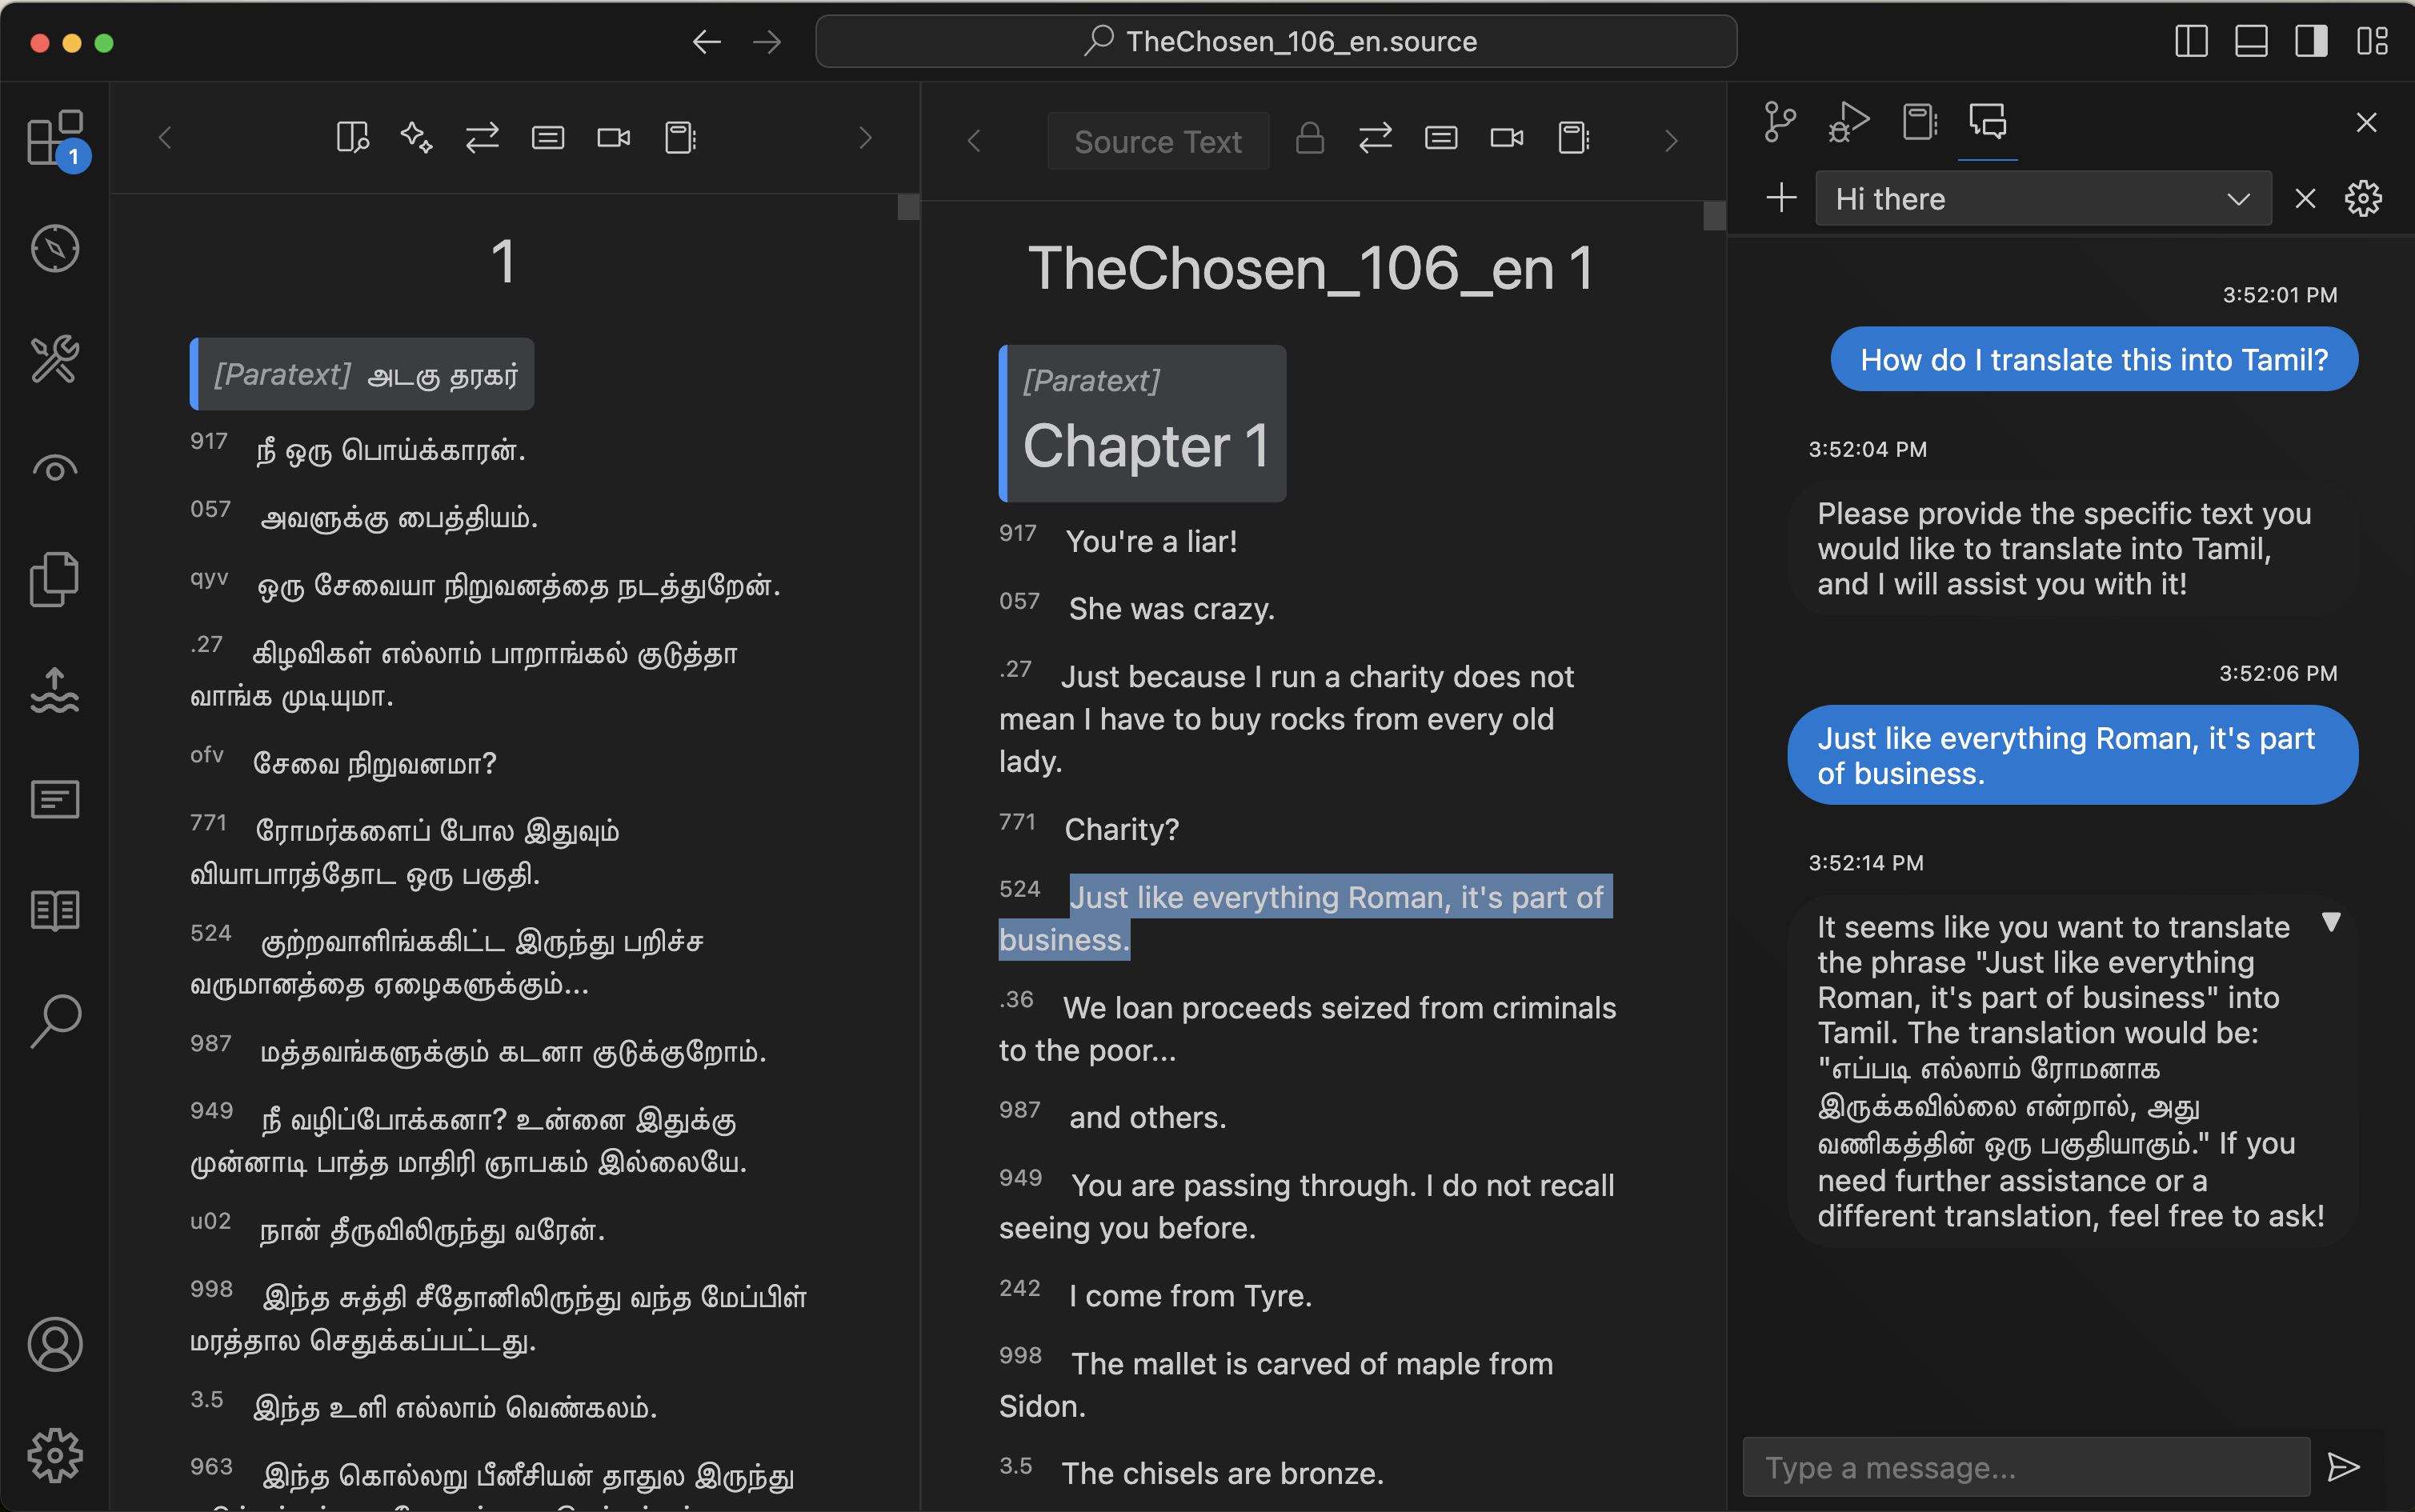 TheChosen_106_en.source
1
1
[Paratext] அடகு தரகர்
917 நீ ஒரு பொய்க்காரன்.
057 அவளுக்கு பைத்தியம்.
qyv ஒரு சேவையா நிறுவனத்தை நடத்துறேன்.
.27 கிழவிகள் எல்லாம் பாறாங்கல் குடுத்தா
வாங்க முடியுமா.
ofv சேவை நிறுவனமா?
771 ரோமர்களைப் போல இதுவும்
வியாபாரத்தோட ஒரு பகுதி.
524 குற்றவாளிங்ககிட்ட இருந்து பறிச்ச
வருமானத்தை ஏழைகளுக்கும்...
987 மத்தவங்களுக்கும் கடனா குடுக்குறோம்.
949 நீ வழிப்போக்கனா? உன்னை இதுக்கு
முன்னாடி பாத்த மாதிரி ஞாபகம் இல்லையே.
u02 நான் தீருவிலிருந்து வரேன்.
998 இந்த சுத்தி சீதோனிலிருந்து வந்த மேப்பிள்
மரத்தால செதுக்கப்பட்டது.
3.5 இந்த உளி எல்லாம் வெண்கலம்.
963 இந்த கொல்லறு பீனீசியன் தாதுல இருந்து
Source Text
TheChosen_106_en 1
[Paratext]
Chapter 1
917 You're a liar!
057 She was crazy.
.27 Just because I run a charity does not
mean I have to buy rocks from every old
lady.
771 Charity?
524 Just like everything Roman, it's part of
business.
.36 We loan proceeds seized from criminals
to the poor...
987 and others.
949 You are passing through. I do not recall
seeing you before.
242 I come from Tyre.
998 The mallet is carved of maple from
Sidon.
3.5 The chisels are bronze.
Hi there
3:52:01 PM
How do I translate this into Tamil?
3:52:04 PM
Please provide the specific text you
would like to translate into Tamil,
and I will assist you with it!
3:52:06 PM
Just like everything Roman, it's part
of business.
3:52:14 PM
It seems like you want to translate
the phrase "Just like everything
Roman, it's part of business" into
Tamil. The translation would be:
"எப்படி எல்லாம் ரோமனாக
இருக்கவில்லை என்றால், அது
வணிகத்தின் ஒரு பகுதியாகும்." If you
need further assistance or a
different translation, feel free to ask!
Type a message...